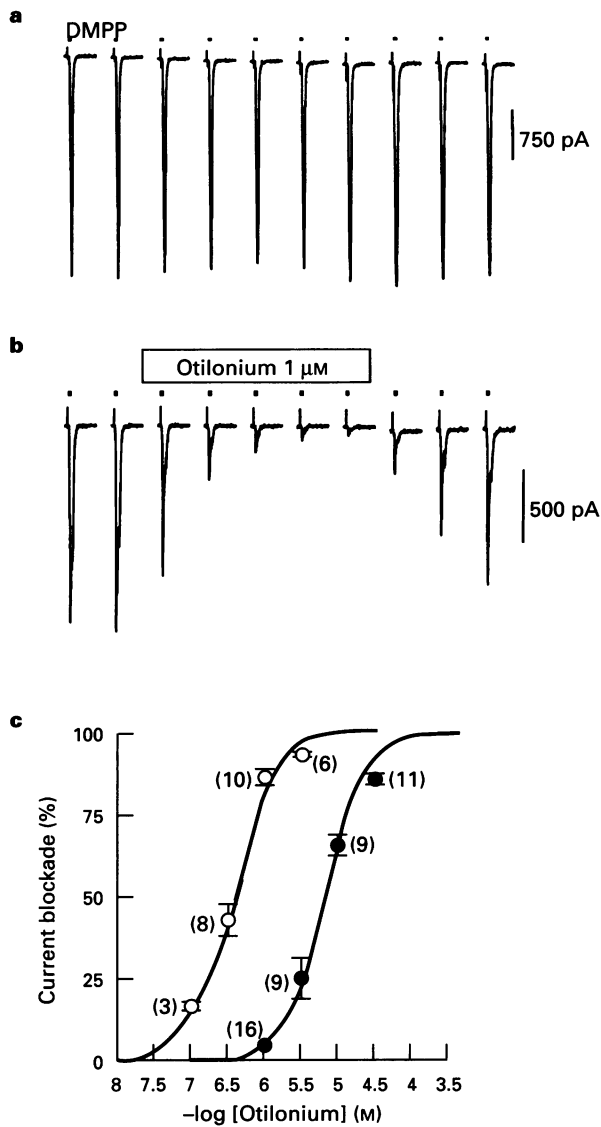 a
DMPP
750 pA
b
Otilonium 1 µM
500 pA
c
100
75
50
25
0
Current blockade (%)
(10)
(6)
(11)
(9)
(8)
(9)
(3)
(16)
8 7.5 7 6.5 6 5.5 5 4.5 4 3.5
–log [Otilonium] (M)